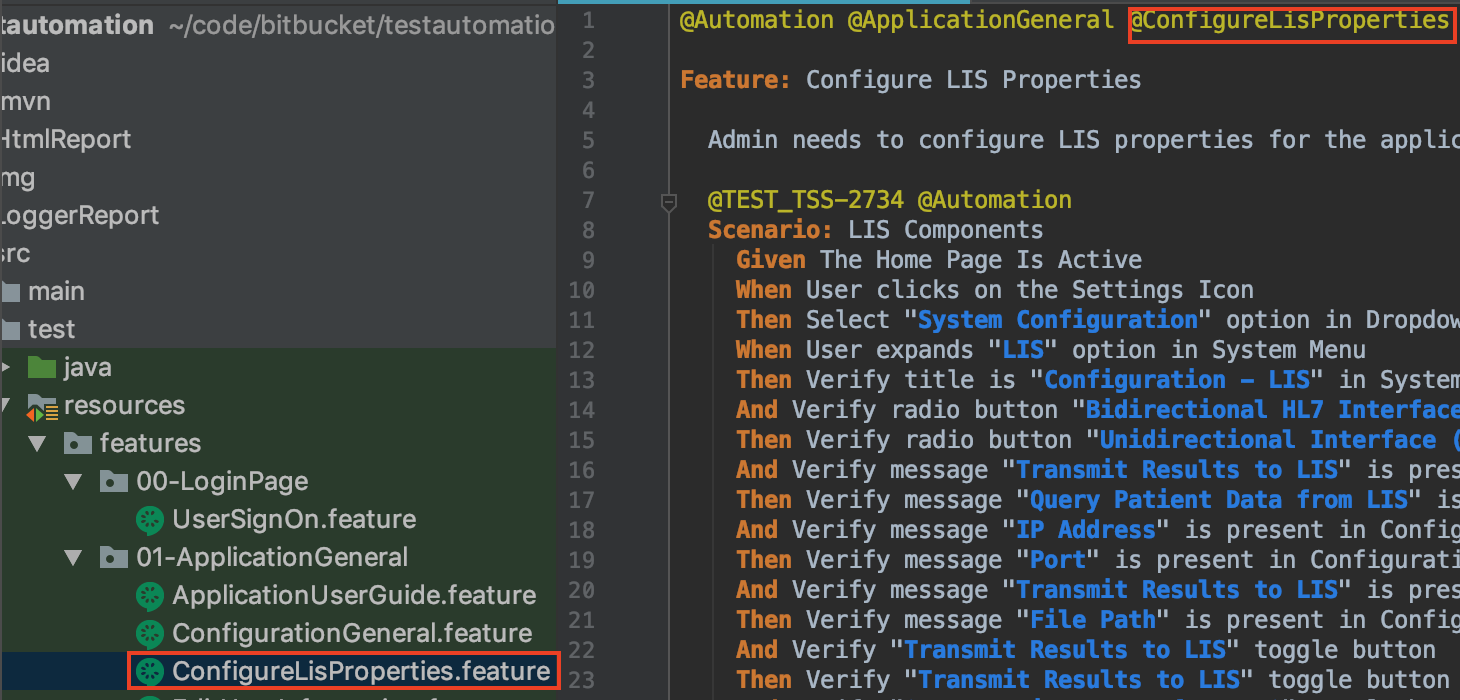 tautomation ~/code/bitbucket/testautomatio
idea
mvn
HtmlReport
mg
LoggerReport
src
main
test
java
resources
features
00-LoginPage
UserSignOn.feature
01-ApplicationGeneral
ApplicationUserGuide.feature
ConfigurationGeneral.feature
ConfigureLisProperties.feature
1 @Automation @ApplicationGeneral @ConfigureLisProperties
2
3 Feature: Configure LIS Properties
4
5 Admin needs to configure LIS properties for the applic
6
7 @TEST_TSS-2734 @Automation
8 Scenario: LIS Components
9 Given The Home Page Is Active
10 When User clicks on the Settings Icon
11 Then Select "System Configuration" option in Dropdow
12 When User expands "LIS" option in System Menu
13 Then Verify title is "Configuration - LIS" in System
14 And Verify radio button "Bidirectional HL7 Interface
15 Then Verify radio button "Unidirectional Interface (
16 And Verify message "Transmit Results to LIS" is pres
17 Then Verify message "Query Patient Data from LIS" is
18 And Verify message "IP Address" is present in Config
19 Then Verify message "Port" is present in Configurati
20 And Verify message "Transmit Results to LIS" is pres
21 Then Verify message "File Path" is present in Config
22 And Verify "Transmit Results to LIS" toggle button
23 Then Verify "Transmit Results to LIS" toggle button